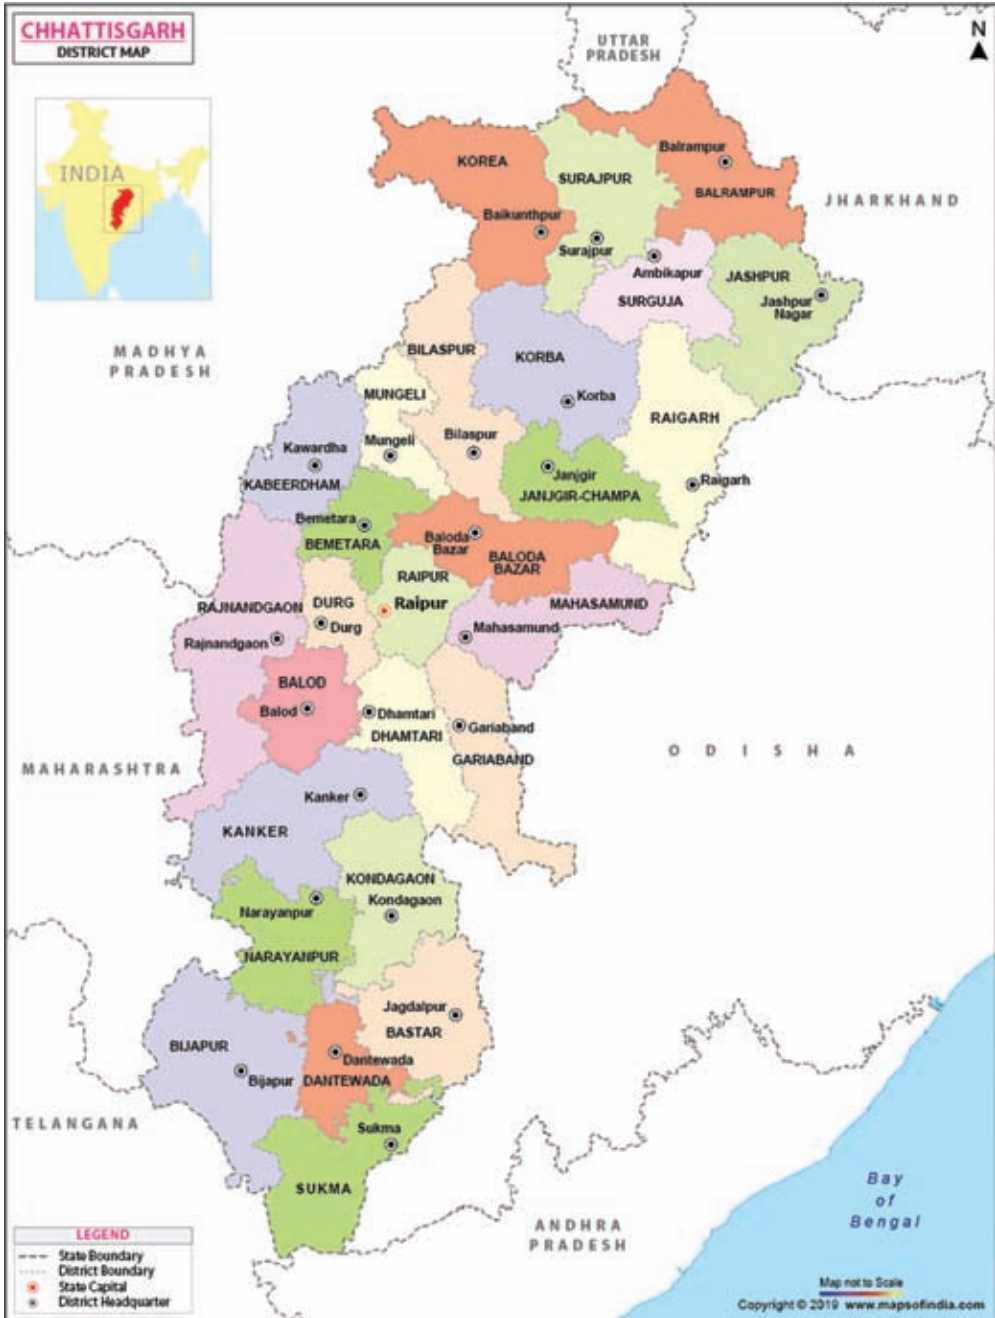 CHHATTISGARH
DISTRICT MAP
N
UTTAR
PRADESH
INDIA
KOREA
Balrampur
SURAJPUR
BALRAMPUR
JHARKHAND
Baikunthpur
Surajpur
Ambikapur
JASHPUR
SURGUJA
Jashpur
Nagar
MADHYA
PRADESH
BILASPUR
KORBA
MUNGELI
Korba
RAIGARH
Kawardha
Mungeli
Bilaspur
KABEERDHAM
Janjgir
JANJGIR-CHAMPA
Raigarh
Bemetara
BEMETARA
Baloda
Bazar
BALODA
BAZAR
RAIPUR
Raipur
RAJNANDGAON
DURG
Durg
MAHASAMUND
Mahasamund
Rajnandgaon
BALOD
Balod
Dhamtari
DHAMTARI
Gariaband
GARIABAND
ODISHA
MAHARASHTRA
Kanker
KANKER
KONDAGAON
Kondagaon
Narayanpur
NARAYANPUR
Jagdalpur
BASTAR
BIJAPUR
Bijapur
Dantewada
DANTEWADA
TELANGANA
Sukma
SUKMA
Bay
of
Bengal
ANDHRA
PRADESH
LEGEND
State Boundary
District Boundary
State Capital
District Headquarter
Map not to Scale
Copyright © 2019 www.mapsofindia.com